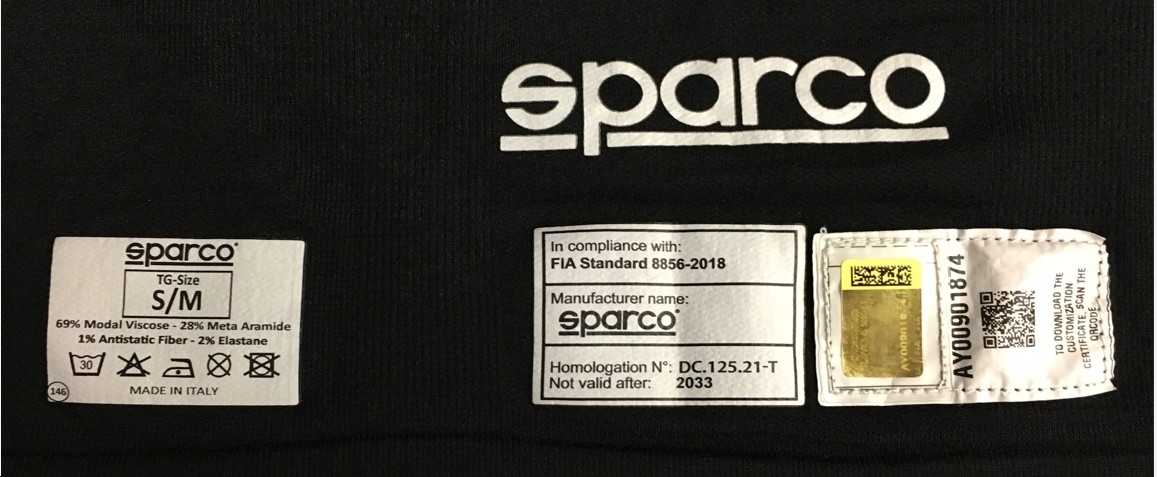 sparco
sparco
TG-Size
S/M
69% Modal Viscose - 28% Meta Aramide
1% Antistatic Fiber - 2% Elastane
30
146
MADE IN ITALY
In compliance with:
FIA Standard 8856-2018
Manufacturer name:
sparco
Homologation N°: DC.125.21-T
Not valid after: 2033
AY00901874
TO DOWNLOAD THE
CUSTOMIZATION
CERTIFICATE, SCAN THE
QRCODE